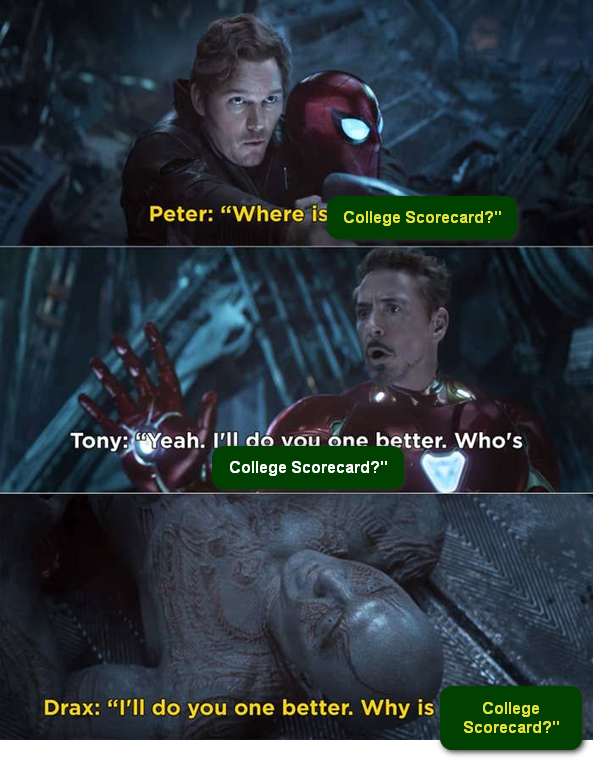 Peter: “Where is College Scorecard?"
Tony: “Yeah. I'll do you one better. Who's
College Scorecard?"
Drax: “I'll do you one better. Why is College
Scorecard?"